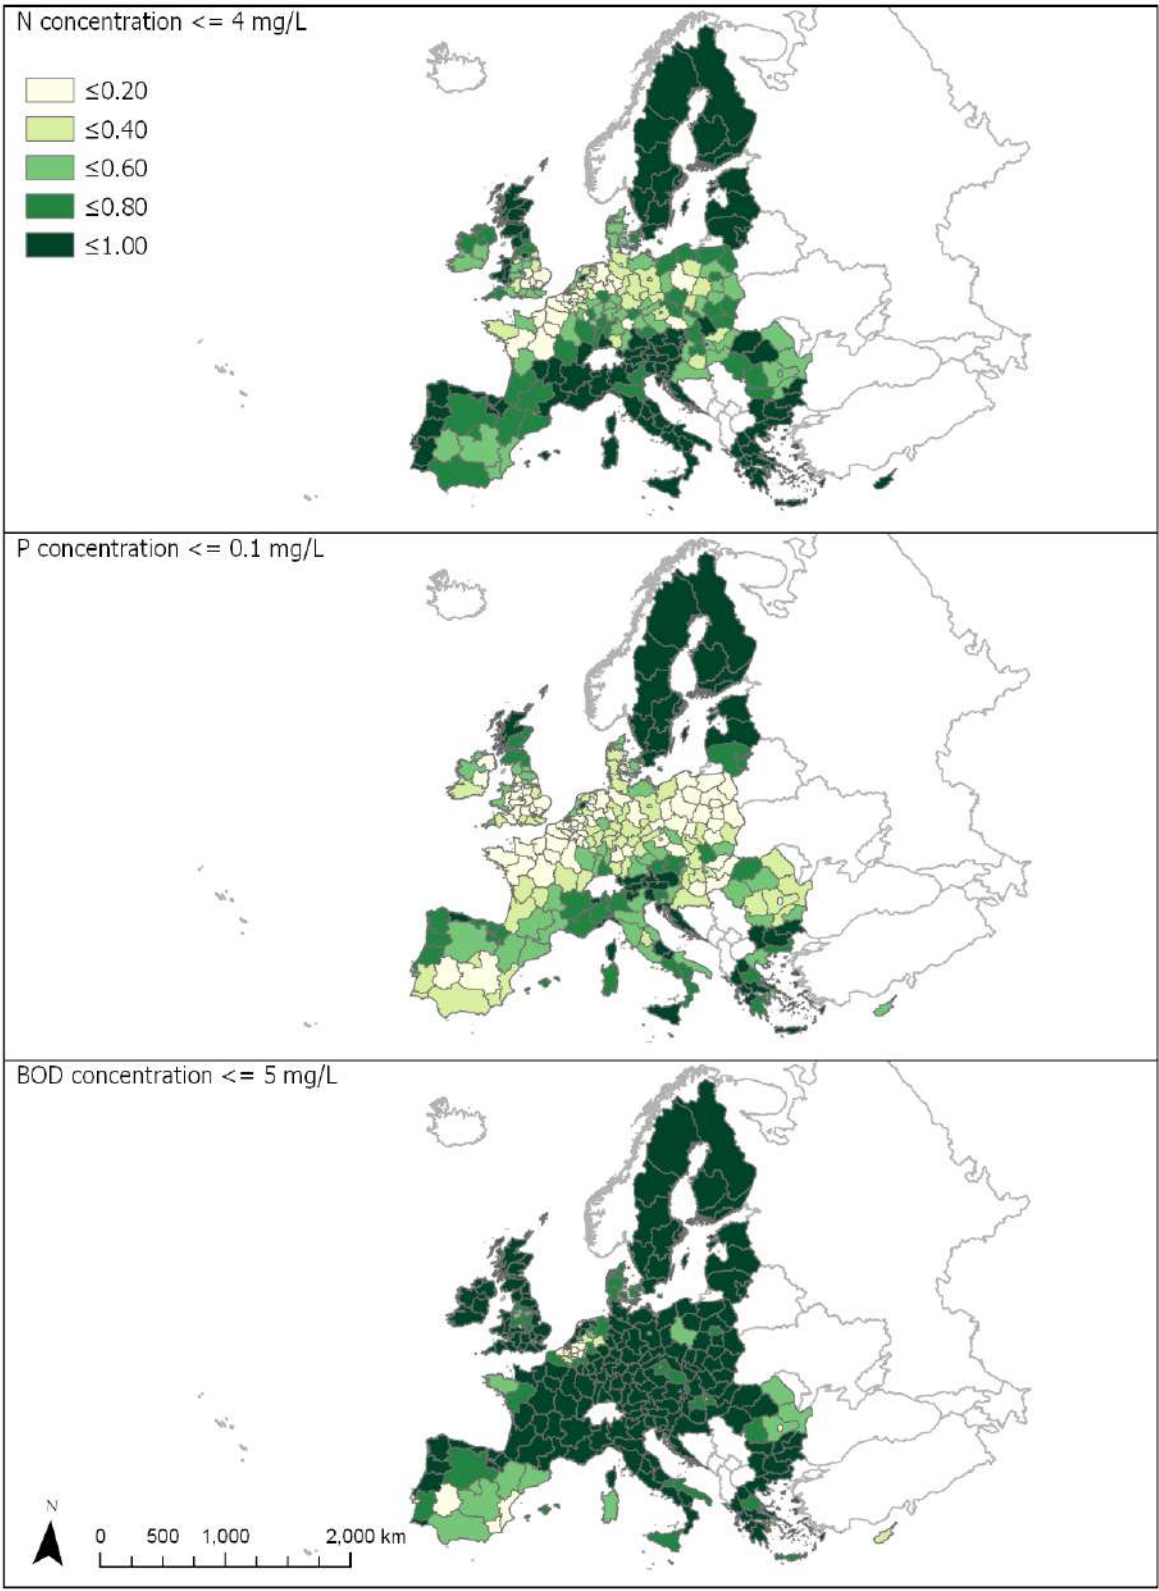 N concentration <= 4 mg/L
≤0.20
≤0.40
≤0.60
≤0.80
≤1.00
P concentration <= 0.1 mg/L
BOD concentration <= 5 mg/L
N
0 500 1,000 2,000 km